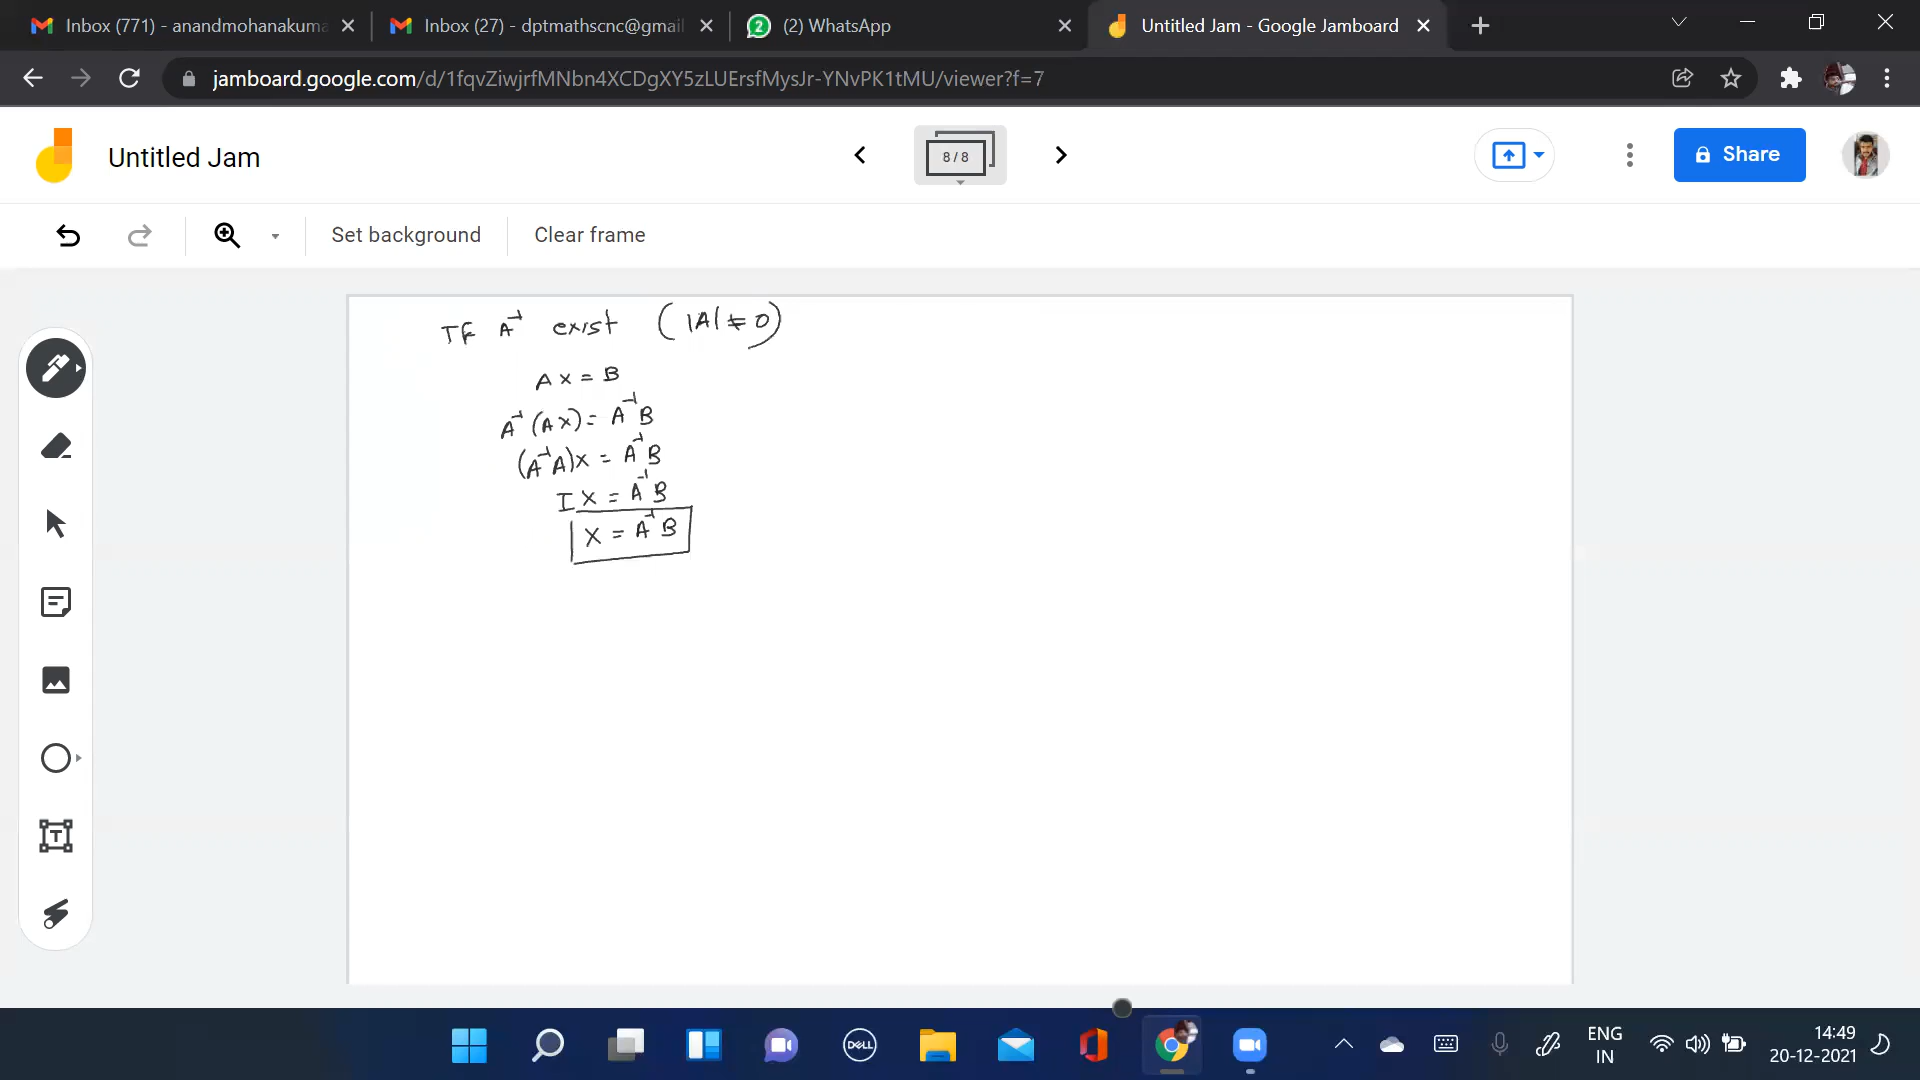 Inbox (771) - anandmohanakuma
Inbox (27) - dptmathscnc@gmail
2 (2) WhatsApp
Untitled Jam - Google Jamboard
jamboard.google.com/d/1fqvZiwjrfMNbn4XCDgXY5zLUErsfMysJr-YNvPK1tMU/viewer?f=7
Untitled Jam
8 / 8
Share
Set background
Clear frame
If A⁻¹ exist (|A| ≠ 0)
AX = B
A⁻¹(AX) = A⁻¹B
(A⁻¹A)X = A⁻¹B
IX = A⁻¹B
X = A⁻¹B
T
DELL
ENG
IN
14:49
20-12-2021